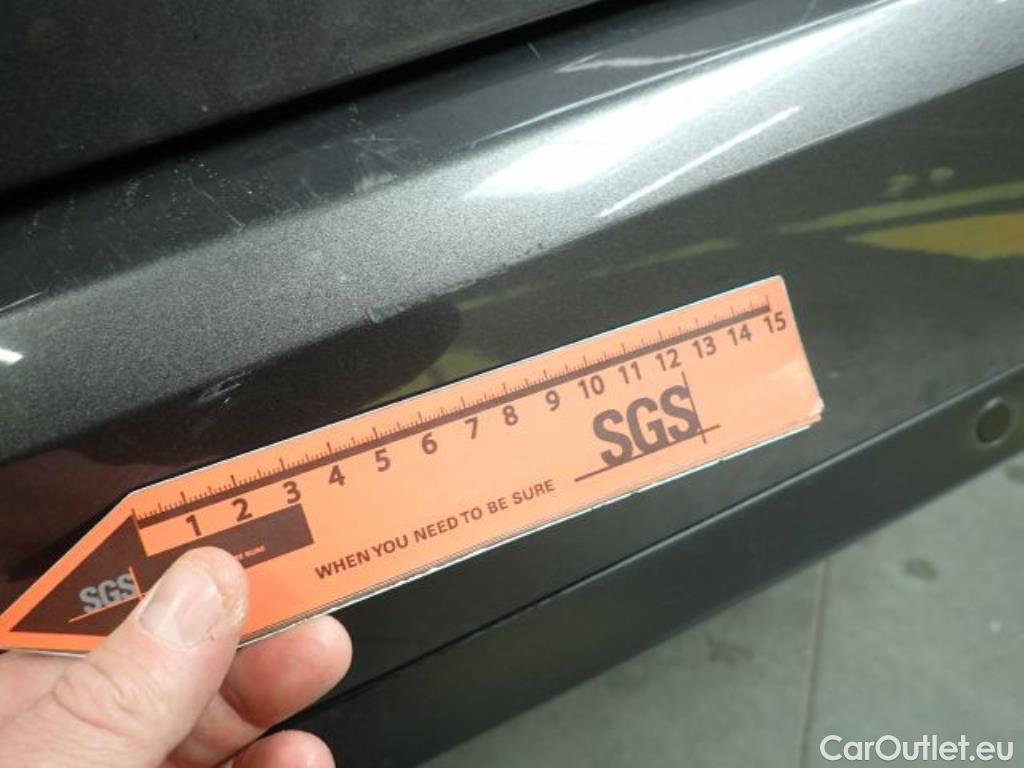 1 2 3 4 5 6 7 8 9 10 11 12 13 14 15
SGS
WHEN YOU NEED TO BE SURE
SGS
CarOutlet.eu